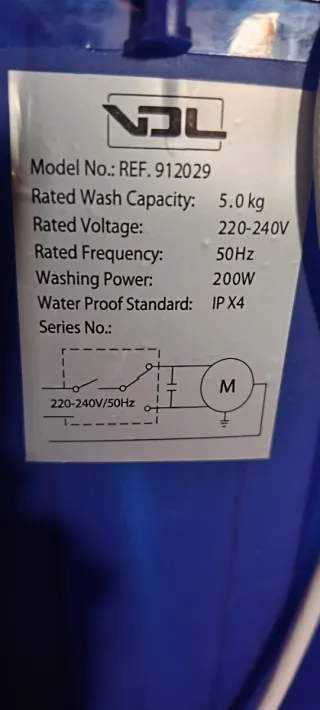 VDL
Model No.: REF. 912029
Rated Wash Capacity: 5.0 kg
Rated Voltage: 220-240V
Rated Frequency: 50Hz
Washing Power: 200W
Water Proof Standard: IP X4
Series No.:
M
220-240V/50Hz